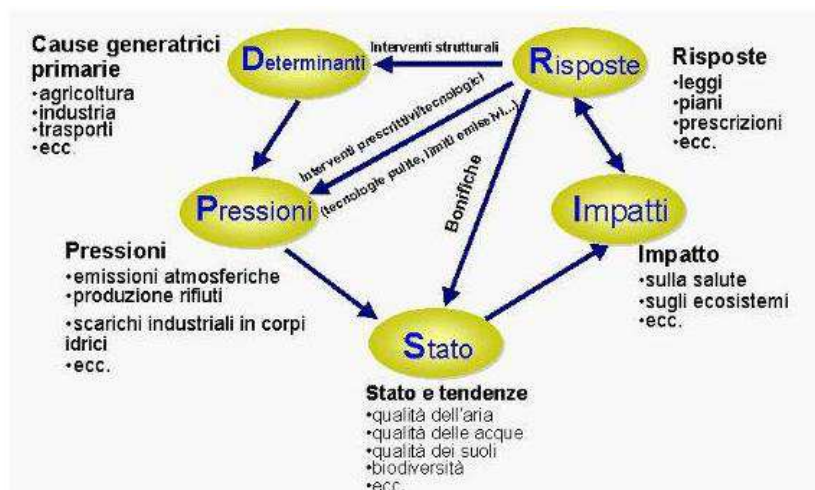 Cause generatrici
primarie
•agricoltura
•industria
•trasporti
•ecc.
Determinanti
Interventi strutturali
Risposte
Risposte
•leggi
•piani
•prescrizioni
•ecc.
Interventi prescrittivi/tecnologici
(tecnologie pulite, limiti emissivi...)
Bonifiche
Pressioni
Pressioni
•emissioni atmosferiche
•produzione rifiuti
•scarichi industriali in corpi
idrici
•ecc.
Impatti
Impatto
•sulla salute
•sugli ecosistemi
•ecc.
Stato
Stato e tendenze
•qualità dell'aria
•qualità delle acque
•qualità dei suoli
•biodiversità
•ecc.